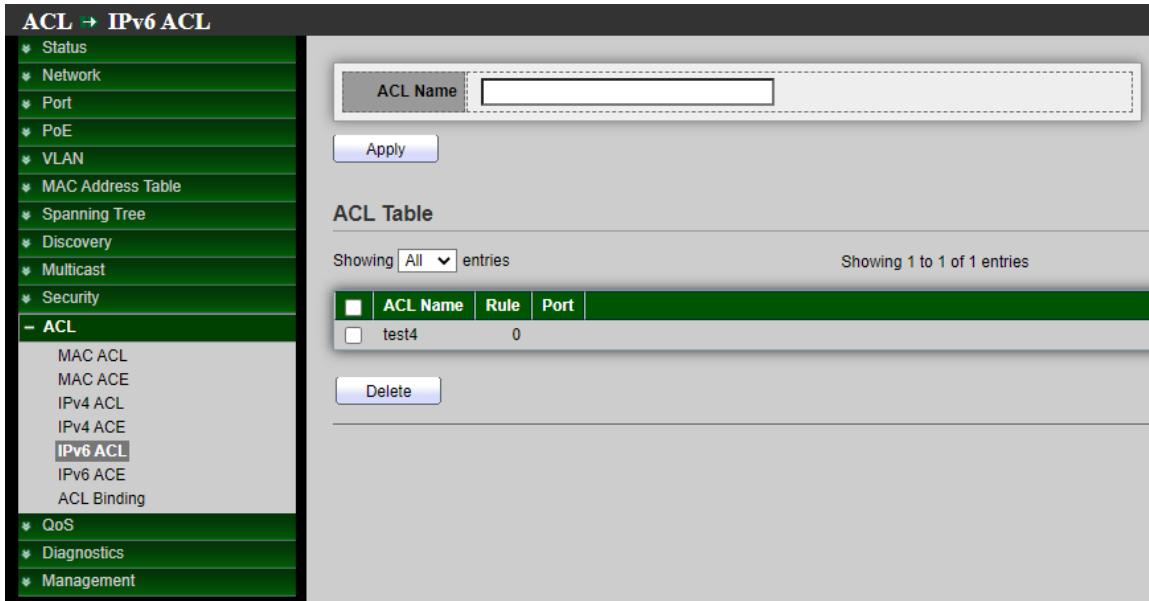 ACL → IPv6 ACL
Status
Network
Port
PoE
VLAN
MAC Address Table
Spanning Tree
Discovery
Multicast
Security
ACL
MAC ACL
MAC ACE
IPv4 ACL
IPv4 ACE
IPv6 ACL
IPv6 ACE
ACL Binding
QoS
Diagnostics
Management
ACL Name
Apply
ACL Table
Showing All entries Showing 1 to 1 of 1 entries
ACL Name Rule Port
test4 0
Delete